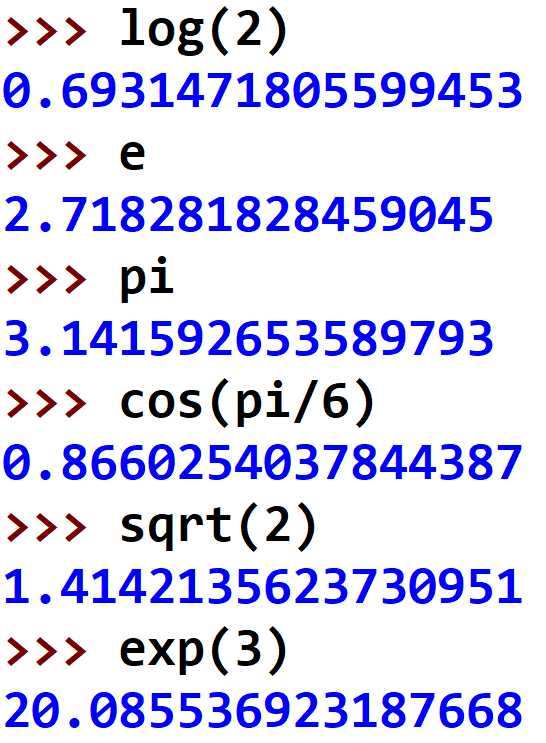 >>> log(2)
0.6931471805599453
>>> e
2.718281828459045
>>> pi
3.141592653589793
>>> cos(pi/6)
0.8660254037844387
>>> sqrt(2)
1.4142135623730951
>>> exp(3)
20.085536923187668